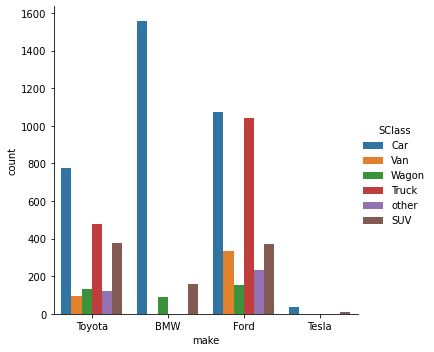 1600
1400
1200
1000
800
600
400
200
0
count
Toyota BMW Ford Tesla
make
SClass
Car
Van
Wagon
Truck
other
SUV